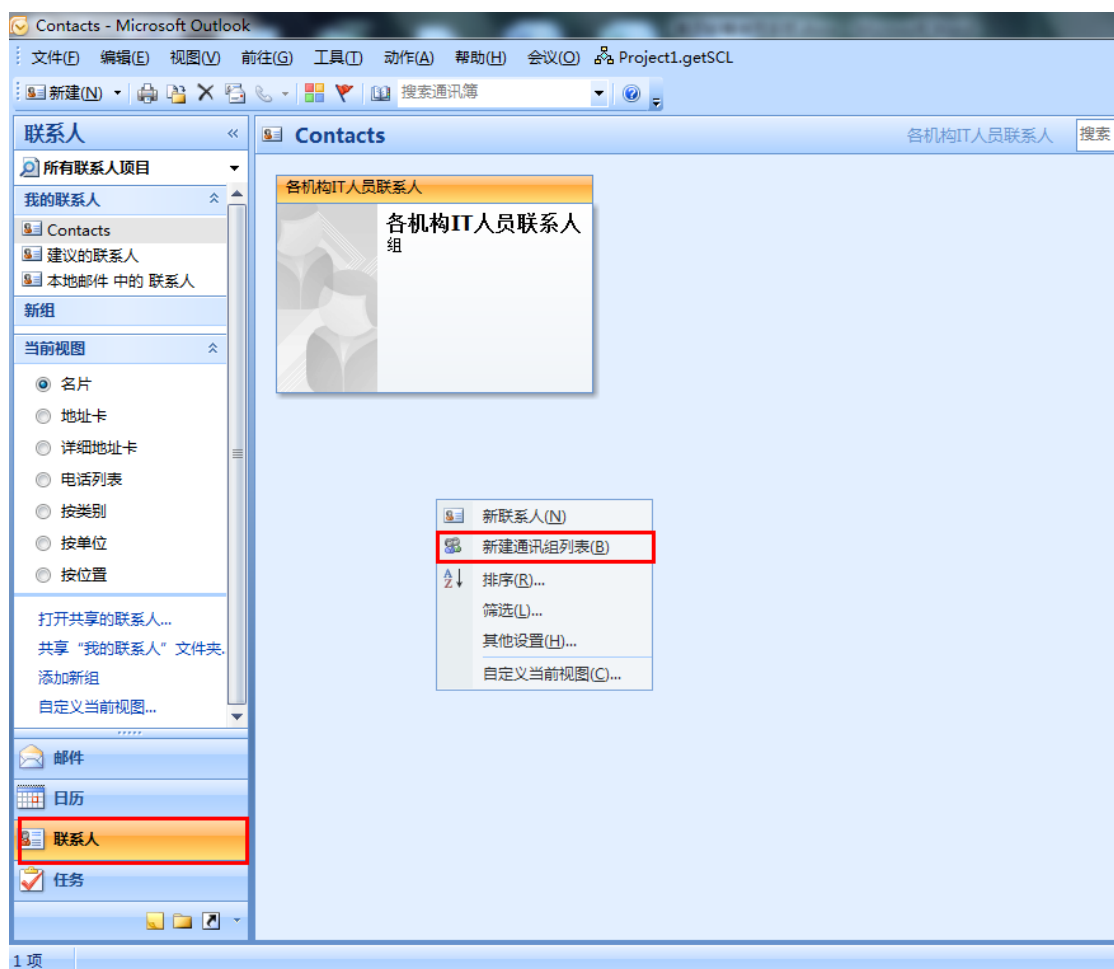 Contacts - Microsoft Outlook
文件(F) 编辑(E) 视图(V) 前往(G) 工具(T) 动作(A) 帮助(H) 会议(O) Project1.getSCL
新建(N) 搜索通讯簿
联系人 «
所有联系人项目
我的联系人
Contacts
建议的联系人
本地邮件 中的 联系人
新组
当前视图
名片
地址卡
详细地址卡
电话列表
按类别
按单位
按位置
打开共享的联系人...
共享“我的联系人”文件夹.
添加新组
自定义当前视图...
邮件
日历
联系人
任务
Contacts 各机构IT人员联系人 搜索
各机构IT人员联系人
各机构IT人员联系人
组
新联系人(N)
新建通讯组列表(B)
排序(R)...
筛选(L)...
其他设置(H)...
自定义当前视图(C)...
1 项